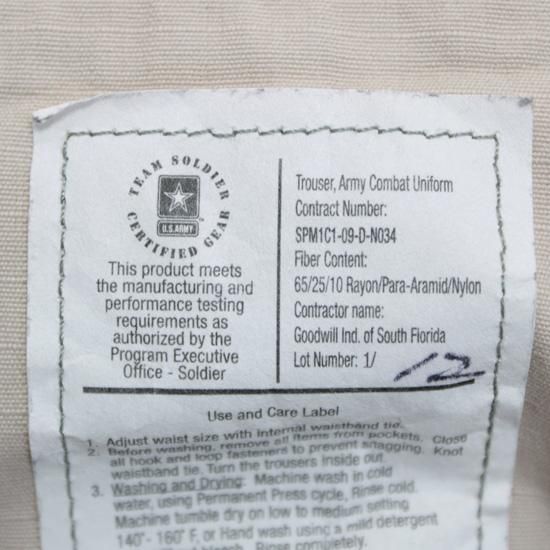 TEAM SOLDIER
U.S. ARMY
CERTIFIED GEAR
This product meets
the manufacturing and
performance testing
requirements as
authorized by the
Program Executive
Office - Soldier
Trouser, Army Combat Uniform
Contract Number:
SPM1C1-09-D-N034
Fiber Content:
65/25/10 Rayon/Para-Aramid/Nylon
Contractor name:
Goodwill Ind. of South Florida
Lot Number: 1/ 12
Use and Care Label
1. Adjust waist size with internal waistband tie.
2. Before washing, remove all items from pockets. Close
all hook and loop fasteners to prevent snagging. Knot
waistband tie. Turn the trousers inside out.
3. Washing and Drying: Machine wash in cold
water, using Permanent Press cycle, Rinse cold.
Machine tumble dry on low to medium setting
140°- 160° F, or Hand wash using a mild detergent
Rinse completely.